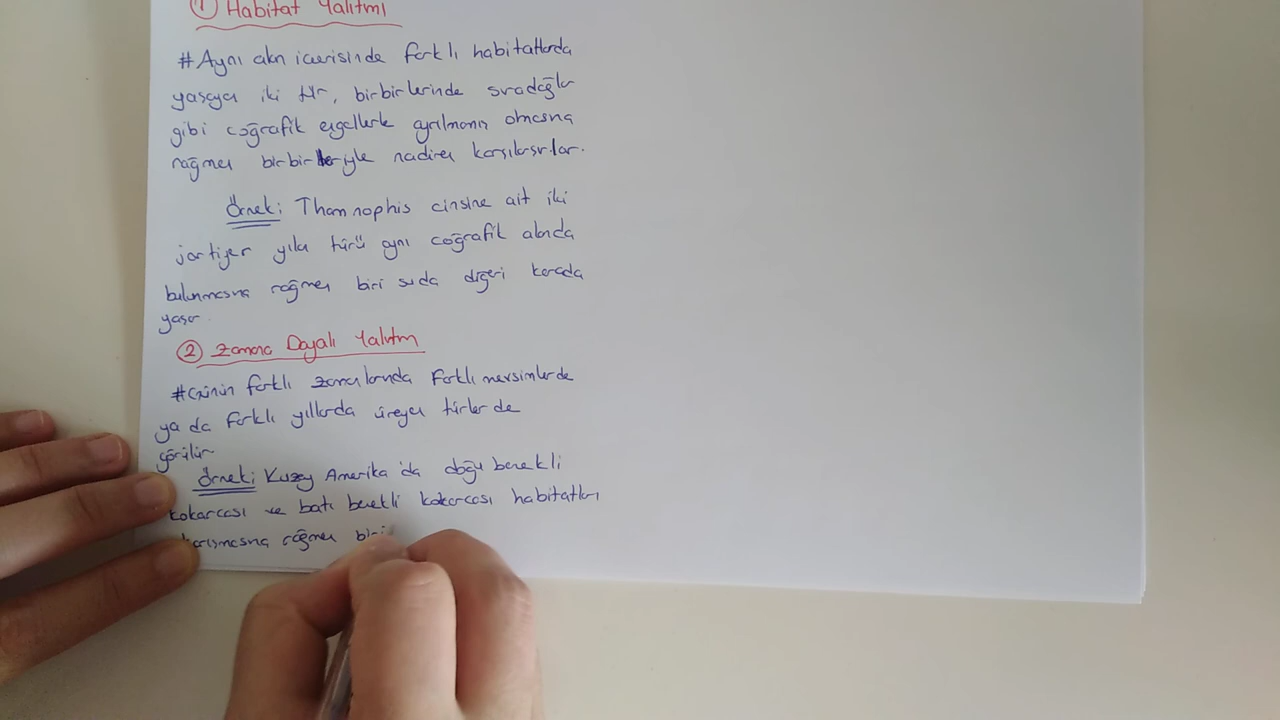 ① Habitat Yalıtımı
#Aynı alan içerisinde farklı habitatlarda
yaşayan iki tür, birbirlerinde sıradağlar
gibi coğrafik engellerle ayrılmamış olmasına
rağmen birbirleriyle nadiren karşılaşırlar.
Örnek: Thamnophis cinsine ait iki
jartiyer yılan türü aynı coğrafik alanda
bulunmasına rağmen biri suda diğeri karada
yaşar.
② Zamana Dayalı Yalıtım
#Günün farklı zamanlarında farklı mevsimlerde
ya da farklı yıllarda üreyen türlerde
görülür
Örnek: Kuzey Amerika'da doğu benekli
kokarcası ve batı benekli kokarcası habitatları
karışmasına rağmen biri